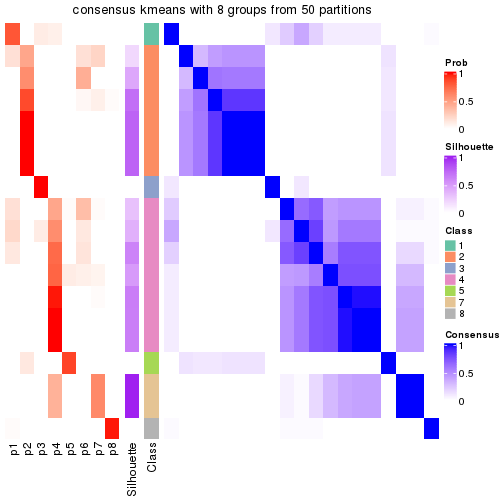 consensus kmeans with 8 groups from 50 partitions
Prob
1
0.5
0
Silhouette
1
0.5
0
Class
1
2
3
4
5
7
8
Consensus
1
0.5
0
p1
p2
p3
p4
p5
p6
p7
p8
Silhouette
Class